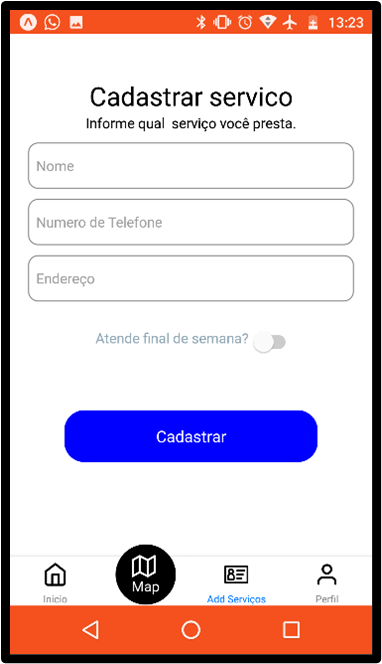 13:23
Cadastrar servico
Informe qual  serviço você presta.
Nome
Numero de Telefone
Endereço
Atende final de semana?
Cadastrar
Map
Inicio
Add Serviços
Perfil